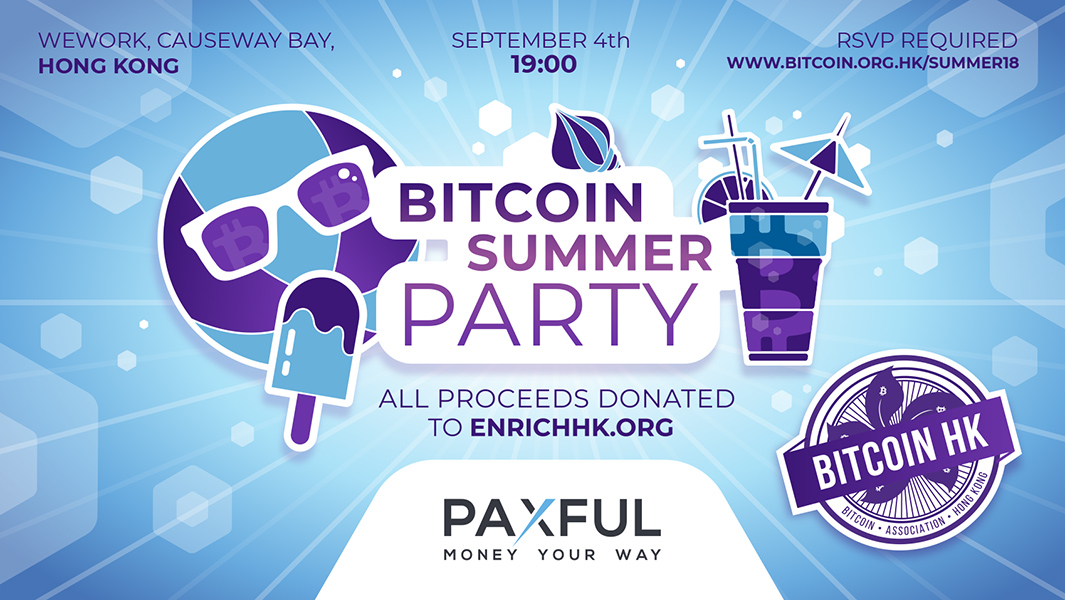 WEWORK, CAUSEWAY BAY,
HONG KONG
SEPTEMBER 4th
19:00
RSVP REQUIRED
WWW.BITCOIN.ORG.HK/SUMMER18
BITCOIN
SUMMER
PARTY
ALL PROCEEDS DONATED
TO ENRICHHK.ORG
BITCOIN HK
BITCOIN • ASSOCIATION • HONG KONG
PAXFUL
MONEY YOUR WAY